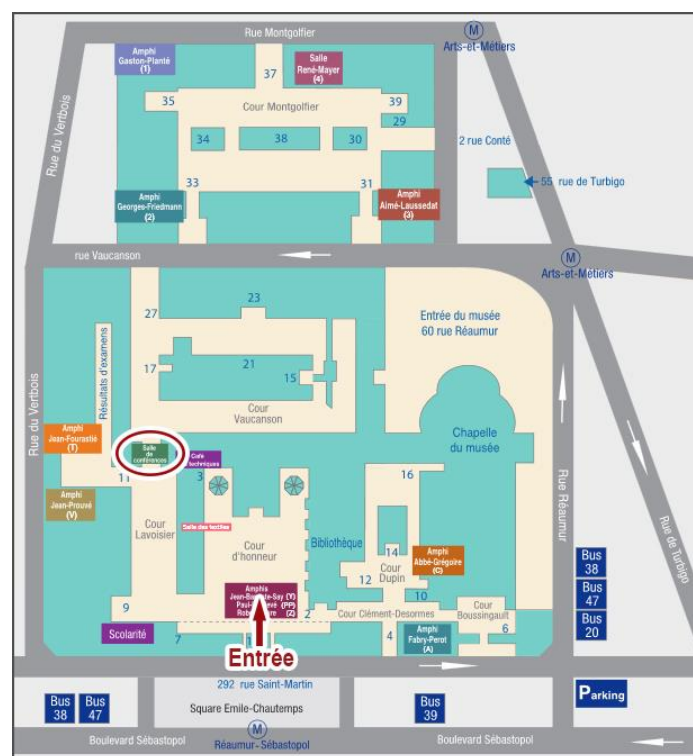 Rue Montgolfier
M
Arts-et-Métiers
Amphi
Gaston-Planté
(1)
Salle
René-Mayer
(4)
37
35
Cour Montgolfier
39
29
34
38
30
2 rue Conté
Rue du Vertbois
55 rue de Turbigo
33
31
Amphi
Georges-Friedmann
(2)
Amphi
Aimé-Laussedat
(3)
rue Vaucanson
M
Arts-et-Métiers
23
27
Entrée du musée
60 rue Réaumur
Résultats d'examens
17
21
15
Cour
Vaucanson
Rue du Vertbois
Chapelle
du musée
Amphi
Jean-Fourastié
(1)
Salle
de
conférences
Café
techniques
11
3
16
Amphi
Jean-Prouvé
(V)
Cour
Lavoisier
Salle des textiles
Cour
d'honneur
Bibliothèque
14
Amphi
Abbé-Grégoire
(C)
Cour
Dupin
12
10
Rue Réaumur
Rue de Turbigo
Bus
38
Bus
47
Bus
20
Amphis
(Y)
(PP)
(Z)
9
2
Cour Clément-Desormes
Cour
Boussingault
Scolarité
7
Entrée
4
Amphi
Fabry-Perot
(A)
6
292 rue Saint-Martin
Parking
Bus
38
Bus
47
Square Emile-Chautemps
Bus
39
M
Boulevard Sébastopol
Réaumur-Sébastopol
Boulevard Sébastopol